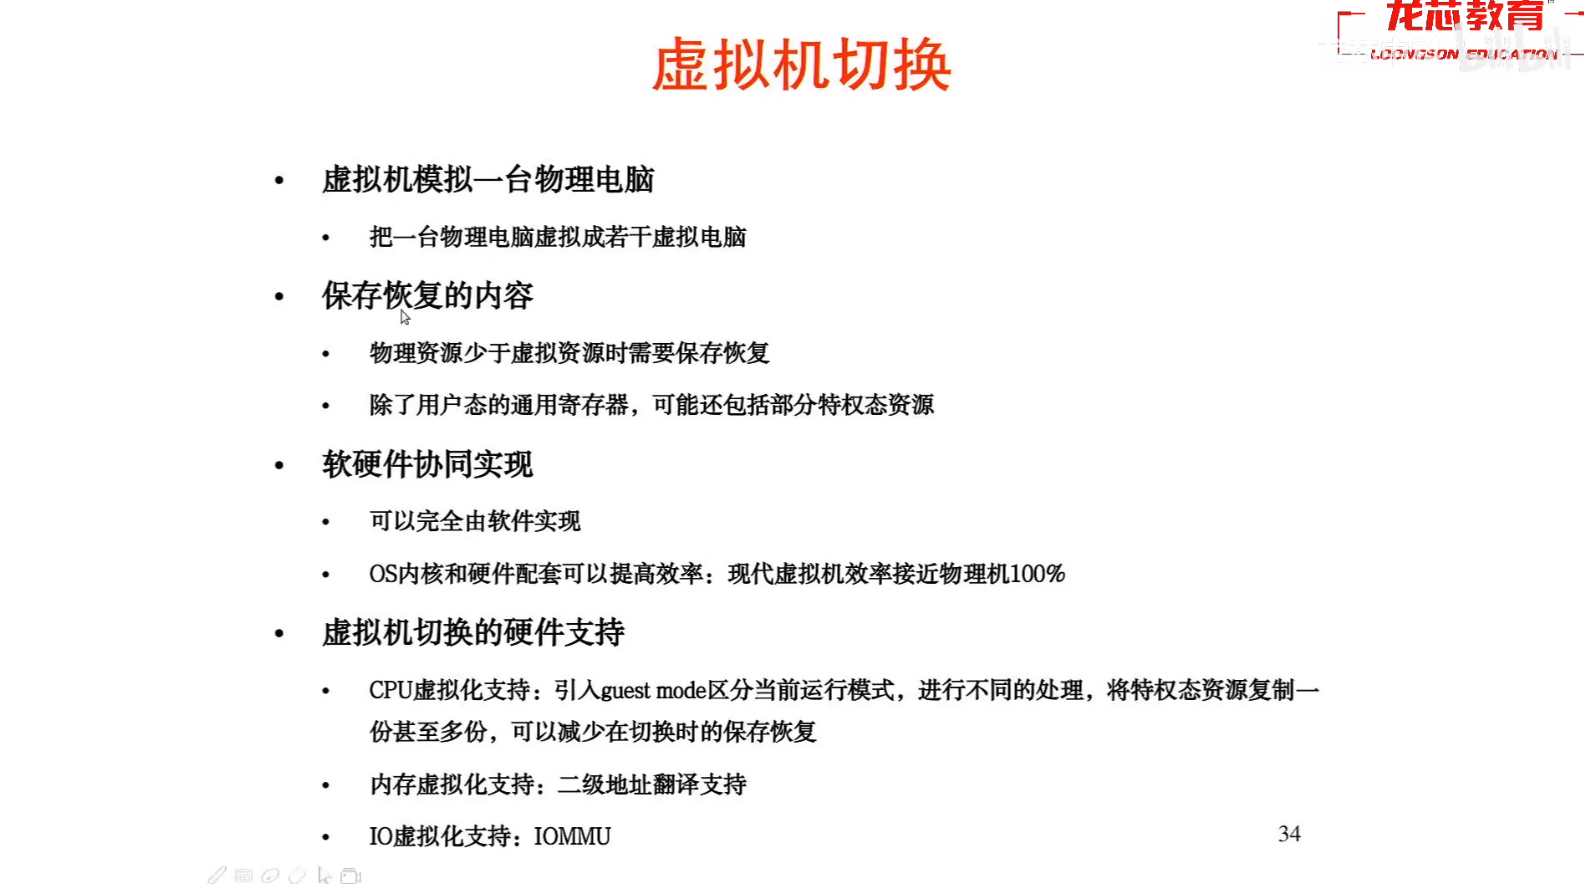 龙芯教育
LOONGSON EDUCATION
bilibili
虚拟机切换
• 虚拟机模拟一台物理电脑
• 把一台物理电脑虚拟成若干虚拟电脑
• 保存恢复的内容
• 物理资源少于虚拟资源时需要保存恢复
• 除了用户态的通用寄存器，可能还包括部分特权态资源
• 软硬件协同实现
• 可以完全由软件实现
• OS内核和硬件配套可以提高效率：现代虚拟机效率接近物理机100%
• 虚拟机切换的硬件支持
• CPU虚拟化支持：引入guest mode区分当前运行模式，进行不同的处理，将特权态资源复制一
份甚至多份，可以减少在切换时的保存恢复
• 内存虚拟化支持：二级地址翻译支持
• IO虚拟化支持：IOMMU
34